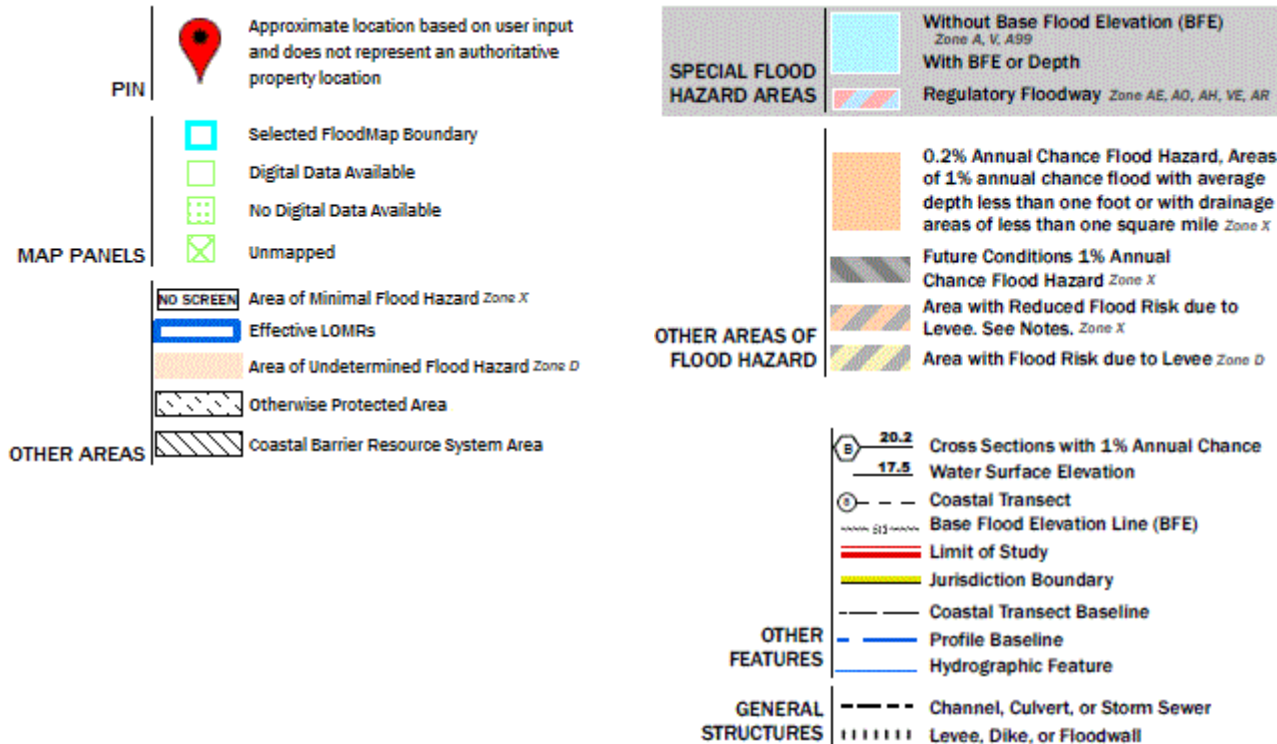 Approximate location based on user input
and does not represent an authoritative
property location
PIN
Selected FloodMap Boundary
Digital Data Available
No Digital Data Available
Unmapped
MAP PANELS
NO SCREEN Area of Minimal Flood Hazard Zone X
Effective LOMRs
Area of Undetermined Flood Hazard Zone D
Otherwise Protected Area
Coastal Barrier Resource System Area
OTHER AREAS
Without Base Flood Elevation (BFE)
Zone A, V, A99
With BFE or Depth
SPECIAL FLOOD
HAZARD AREAS
Regulatory Floodway Zone AE, AO, AH, VE, AR
0.2% Annual Chance Flood Hazard, Areas
of 1% annual chance flood with average
depth less than one foot or with drainage
areas of less than one square mile Zone X
Future Conditions 1% Annual
Chance Flood Hazard Zone X
Area with Reduced Flood Risk due to
Levee. See Notes. Zone X
OTHER AREAS OF
FLOOD HAZARD
Area with Flood Risk due to Levee Zone D
B 20.2 Cross Sections with 1% Annual Chance
17.5 Water Surface Elevation
8 Coastal Transect
513 Base Flood Elevation Line (BFE)
Limit of Study
Jurisdiction Boundary
Coastal Transect Baseline
OTHER
FEATURES
Profile Baseline
Hydrographic Feature
GENERAL
STRUCTURES
Channel, Culvert, or Storm Sewer
Levee, Dike, or Floodwall